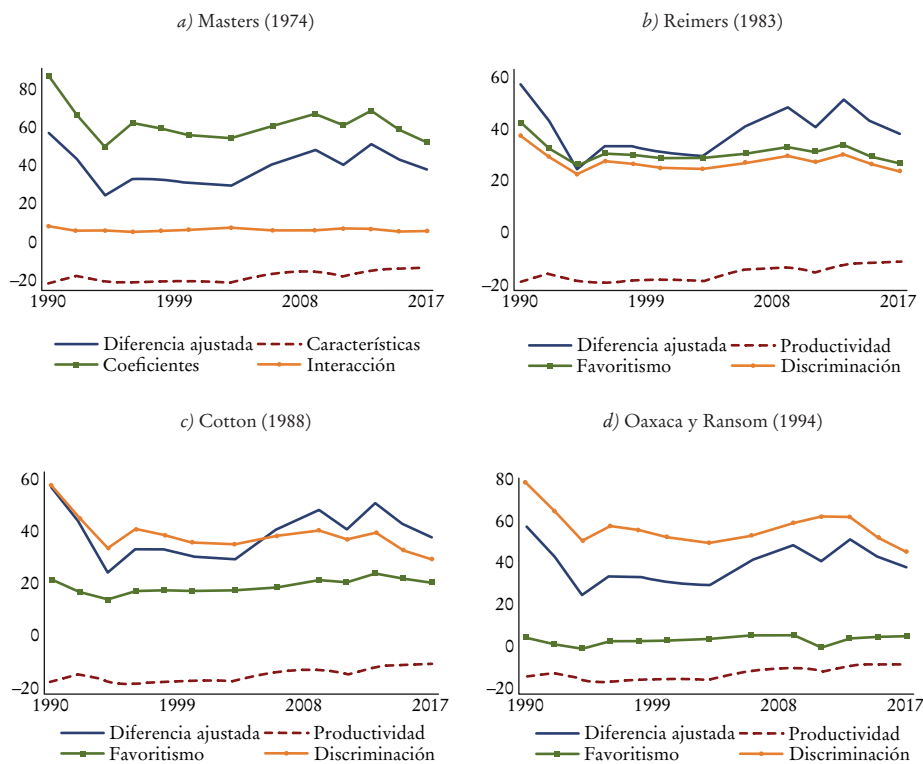 a) Masters (1974)
80
60
40
20
0
–20
1990 1999 2008 2017
Diferencia ajustada Características
Coeficientes Interacción
b) Reimers (1983)
60
40
20
0
–20
1990 1999 2008 2017
Diferencia ajustada Productividad
Favoritismo Discriminación
c) Cotton (1988)
60
40
20
0
–20
1990 1999 2008 2017
Diferencia ajustada Productividad
Favoritismo Discriminación
d) Oaxaca y Ransom (1994)
80
60
40
20
0
–20
1990 1999 2008 2017
Diferencia ajustada Productividad
Favoritismo Discriminación